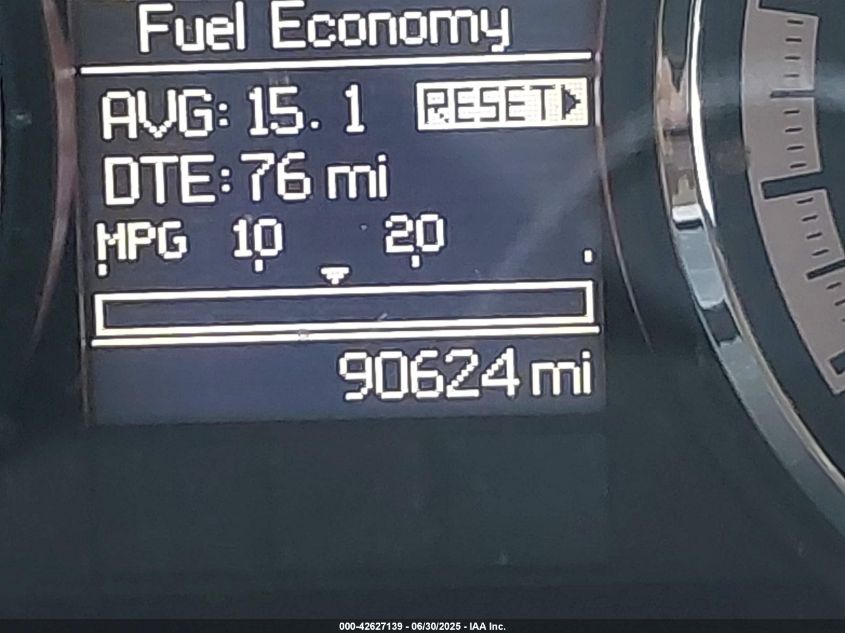 Fuel Economy
AVG: 15. 1 RESET
DTE: 76 mi
MPG 10 20
90624 mi
000-42627139 - 06/30/2025 - IAA Inc.